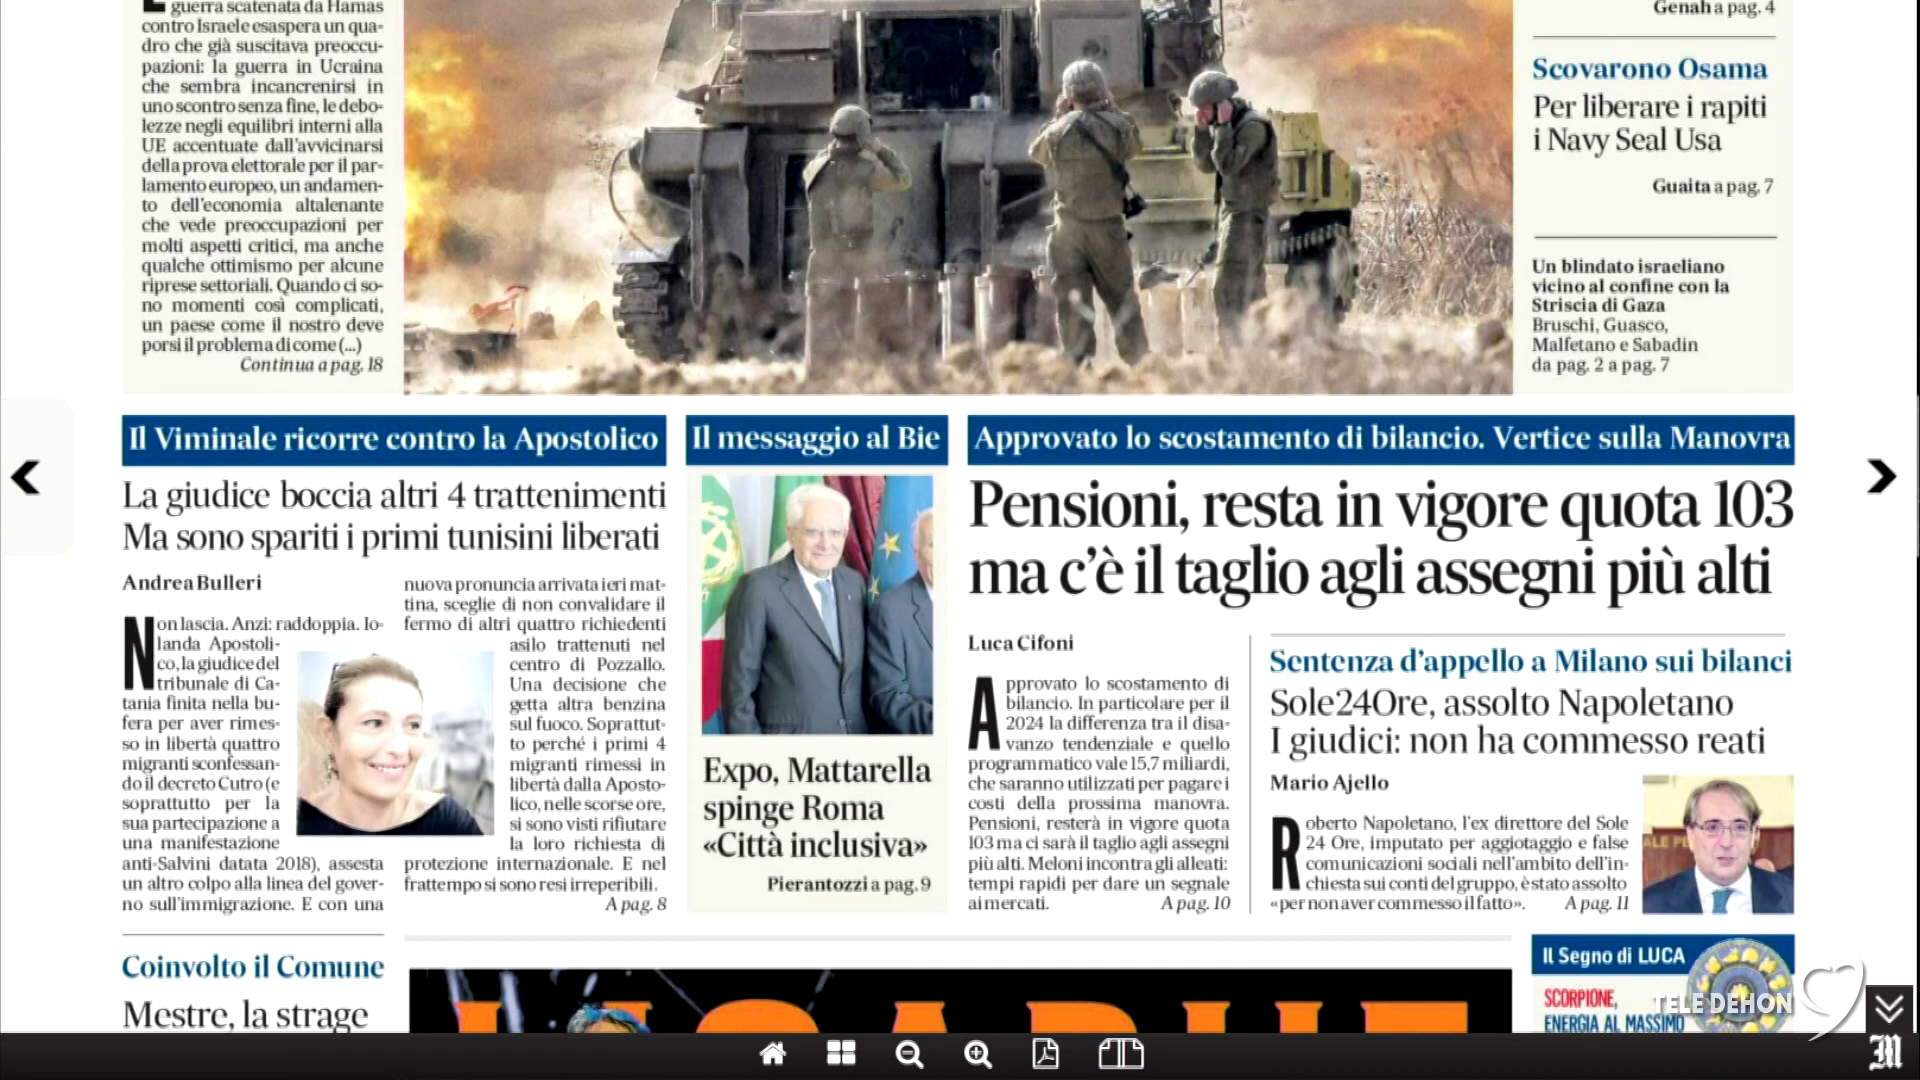 guerra scatenata da Hamas
contro Israele esaspera un qua-
dro che già suscitava preoccu-
pazioni: la guerra in Ucraina
che sembra incancrenirsi in
uno scontro senza fine, le debo-
lezze negli equilibri interni alla
UE accentuate dall'avvicinarsi
della prova elettorale per il par-
lamento europeo, un andamen-
to dell'economia altalenante
che vede preoccupazioni per
molti aspetti critici, ma anche
qualche ottimismo per alcune
riprese settoriali. Quando ci so-
no momenti così complicati,
un paese come il nostro deve
porsi il problema di come (...)
Continua a pag. 18
Genah a pag. 4
Scovarono Osama
Per liberare i rapiti
i Navy Seal Usa
Guaita a pag. 7
Un blindato israeliano
vicino al confine con la
Striscia di Gaza
Bruschi, Guasco,
Malfetano e Sabadin
da pag. 2 a pag. 7
Il Viminale ricorre contro la Apostolico
La giudice boccia altri 4 trattenimenti
Ma sono spariti i primi tunisini liberati
Andrea Bulleri
Non lascia. Anzi: raddoppia. Io-
landa Apostoli-
co, la giudice del
tribunale di Ca-
tania finita nella bu-
fera per aver rimes-
so in libertà quattro
migranti sconfessan-
do il decreto Cutro (e
soprattutto per la
sua partecipazione a
una manifestazione
anti-Salvini datata 2018), assesta
un altro colpo alla linea del gover-
no sull'immigrazione. E con una
nuova pronuncia arrivata ieri mat-
tina, sceglie di non convalidare il
fermo di altri quattro richiedenti
asilo trattenuti nel
centro di Pozzallo.
Una decisione che
getta altra benzina
sul fuoco. Soprattut-
to perché i primi 4
migranti rimessi in
libertà dalla Aposto-
lico, nelle scorse ore,
si sono visti rifiutare
la loro richiesta di
protezione internazionale. E nel
frattempo si sono resi irreperibili.
A pag. 8
Il messaggio al Bie
Expo, Mattarella
spinge Roma
«Città inclusiva»
Pierantozzi a pag. 9
Approvato lo scostamento di bilancio. Vertice sulla Manovra
Pensioni, resta in vigore quota 103
ma c'è il taglio agli assegni più alti
Luca Cifoni
Approvato lo scostamento di
bilancio. In particolare per il
2024 la differenza tra il disa-
vanzo tendenziale e quello
programmatico vale 15,7 miliardi,
che saranno utilizzati per pagare i
costi della prossima manovra.
Pensioni, resterà in vigore quota
103 ma ci sarà il taglio agli assegni
più alti. Meloni incontra gli alleati:
tempi rapidi per dare un segnale
ai mercati. A pag. 10
Sentenza d'appello a Milano sui bilanci
Sole24Ore, assolto Napoletano
I giudici: non ha commesso reati
Mario Ajello
Roberto Napoletano, l'ex direttore del Sole
24 Ore, imputato per aggiotaggio e false
comunicazioni sociali nell'ambito dell'in-
chiesta sui conti del gruppo, è stato assolto
«per non aver commesso il fatto». A pag. 11
Coinvolto il Comune
Mestre, la strage
Il Segno di LUCA
SCORPIONE,
ENERGIA AL MASSIMO
TELE DEHON
M